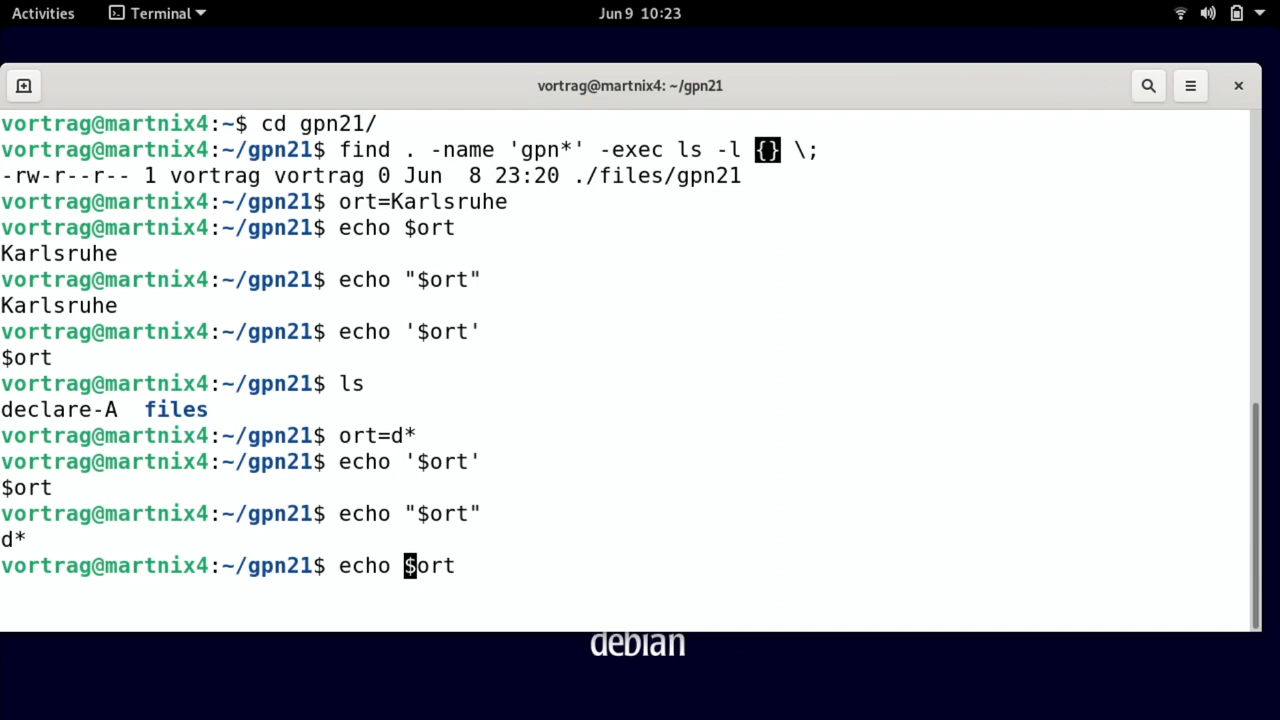 Activities Terminal Jun 9 10:23
vortrag@martnix4: ~/gpn21
vortrag@martnix4:~$ cd gpn21/
vortrag@martnix4:~/gpn21$ find . -name 'gpn*' -exec ls -l {} \;
-rw-r--r-- 1 vortrag vortrag 0 Jun  8 23:20 ./files/gpn21
vortrag@martnix4:~/gpn21$ ort=Karlsruhe
vortrag@martnix4:~/gpn21$ echo $ort
Karlsruhe
vortrag@martnix4:~/gpn21$ echo "$ort"
Karlsruhe
vortrag@martnix4:~/gpn21$ echo '$ort'
$ort
vortrag@martnix4:~/gpn21$ ls
declare-A  files
vortrag@martnix4:~/gpn21$ ort=d*
vortrag@martnix4:~/gpn21$ echo '$ort'
$ort
vortrag@martnix4:~/gpn21$ echo "$ort"
d*
vortrag@martnix4:~/gpn21$ echo $ort
debian